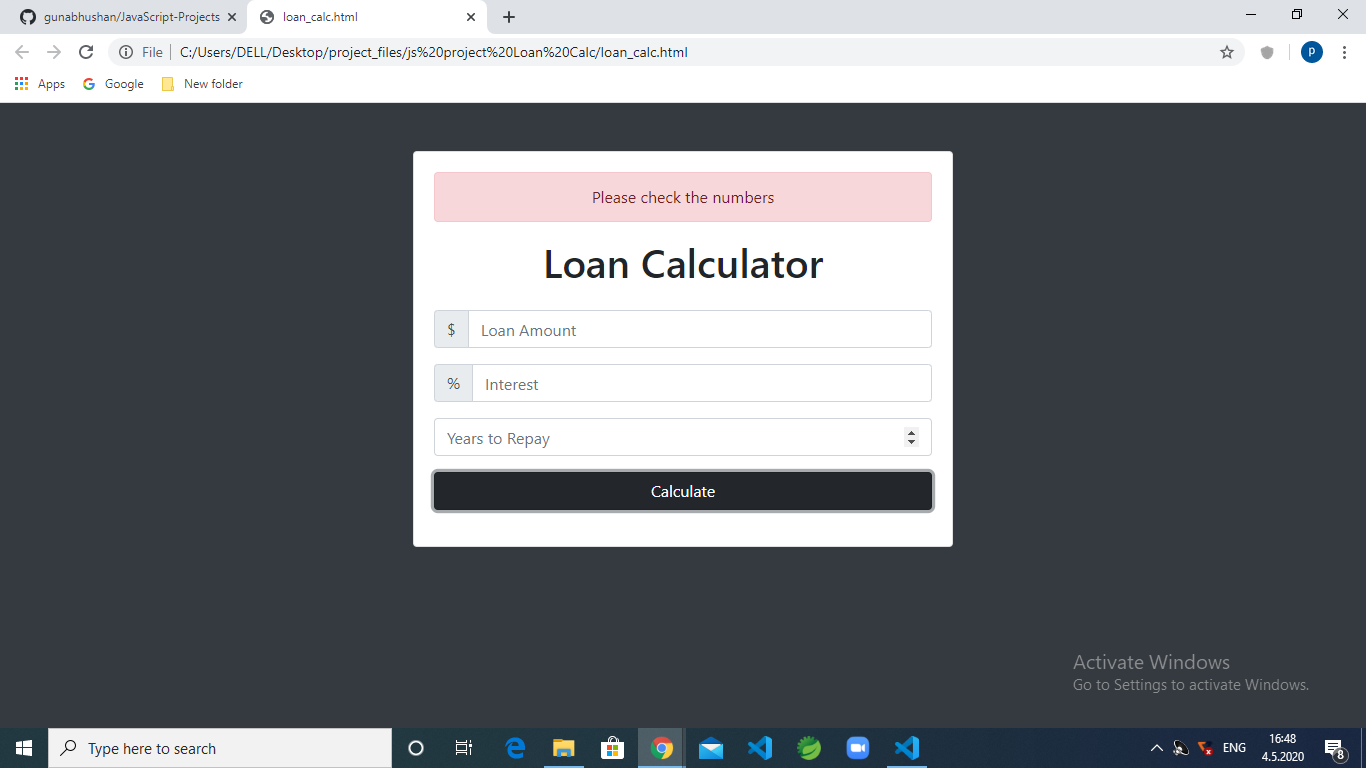 gunabhushan/JavaScript-Projects
loan_calc.html
File
C:/Users/DELL/Desktop/project_files/js%20project%20Loan%20Calc/loan_calc.html
P
Apps
Google
New folder
Please check the numbers
Loan Calculator
$
Loan Amount
%
Interest
Years to Repay
Calculate
Activate Windows
Go to Settings to activate Windows.
Type here to search
ENG
16:48
4.5.2020
8